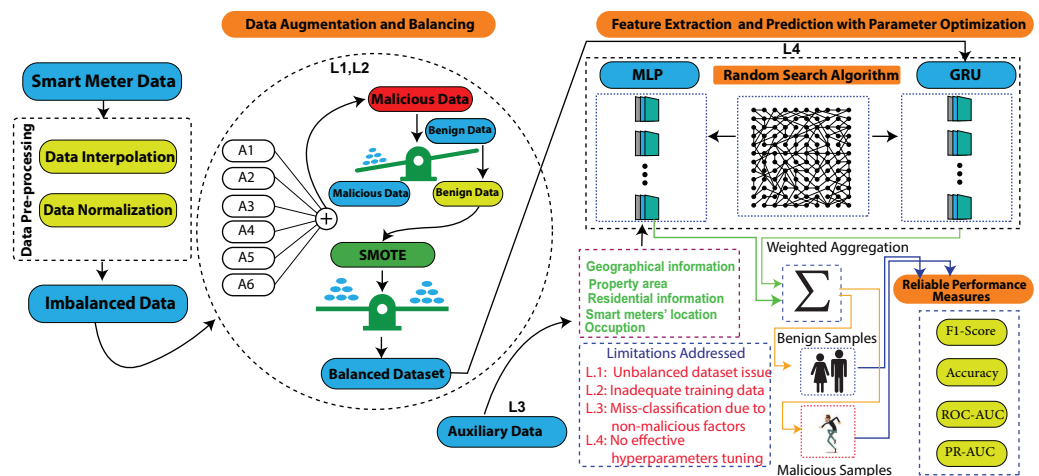 Data Augmentation and Balancing
Feature Extraction and Prediction with Parameter Optimization
Smart Meter Data
Data Pre-processing
Data Interpolation
Data Normalization
Imbalanced Data
L1,L2
A1
A2
A3
A4
A5
A6
+
Malicious Data
Benign Data
Malicious Data
Benign Data
SMOTE
Balanced Dataset
L3
Auxiliary Data
L4
MLP
Random Search Algorithm
GRU
Geographical information
Property area
Residential information
Smart meters' location
Occuption
Weighted Aggregation
Σ
Limitations Addressed
L.1: Unbalanced dataset issue
L.2: Inadequate training data
L.3: Miss-classification due to
non-malicious factors
L.4: No effective
hyperparameters tuning
Benign Samples
Malicious Samples
Reliable Performance
Measures
F1-Score
Accuracy
ROC-AUC
PR-AUC